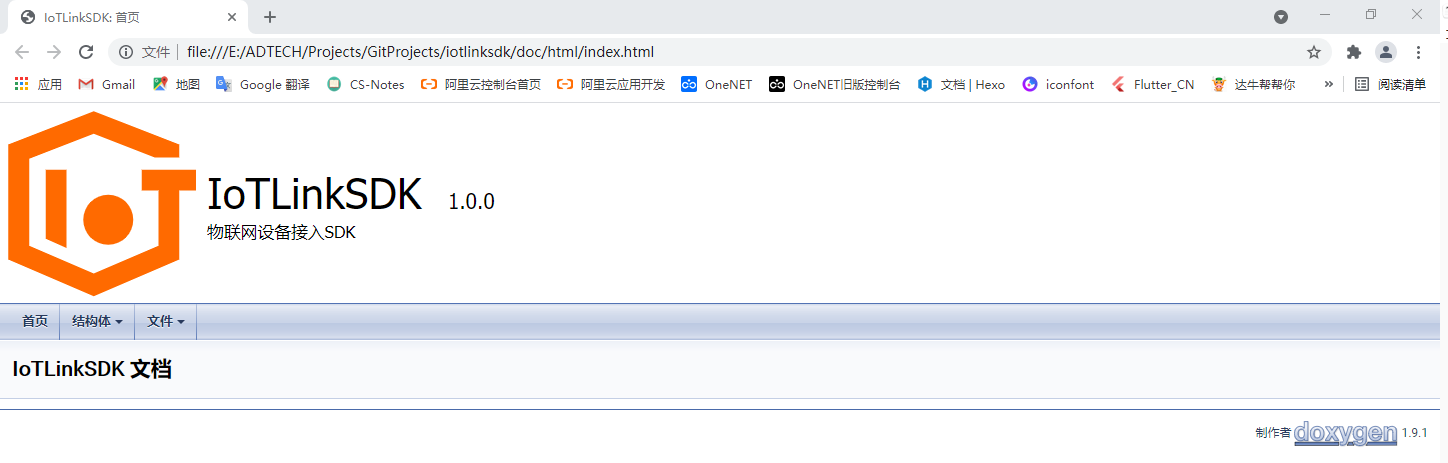 IoTLinkSDK: 首页
文件 file:///E:/ADTECH/Projects/GitProjects/iotlinksdk/doc/html/index.html
应用 Gmail 地图 Google 翻译 CS-Notes 阿里云控制台首页 阿里云应用开发 OneNET OneNET旧版控制台 文档 | Hexo iconfont Flutter_CN 达牛帮帮你 » 阅读清单
IoT
IoTLinkSDK 1.0.0
物联网设备接入SDK
首页 结构体 文件
IoTLinkSDK 文档
制作者 doxygen 1.9.1